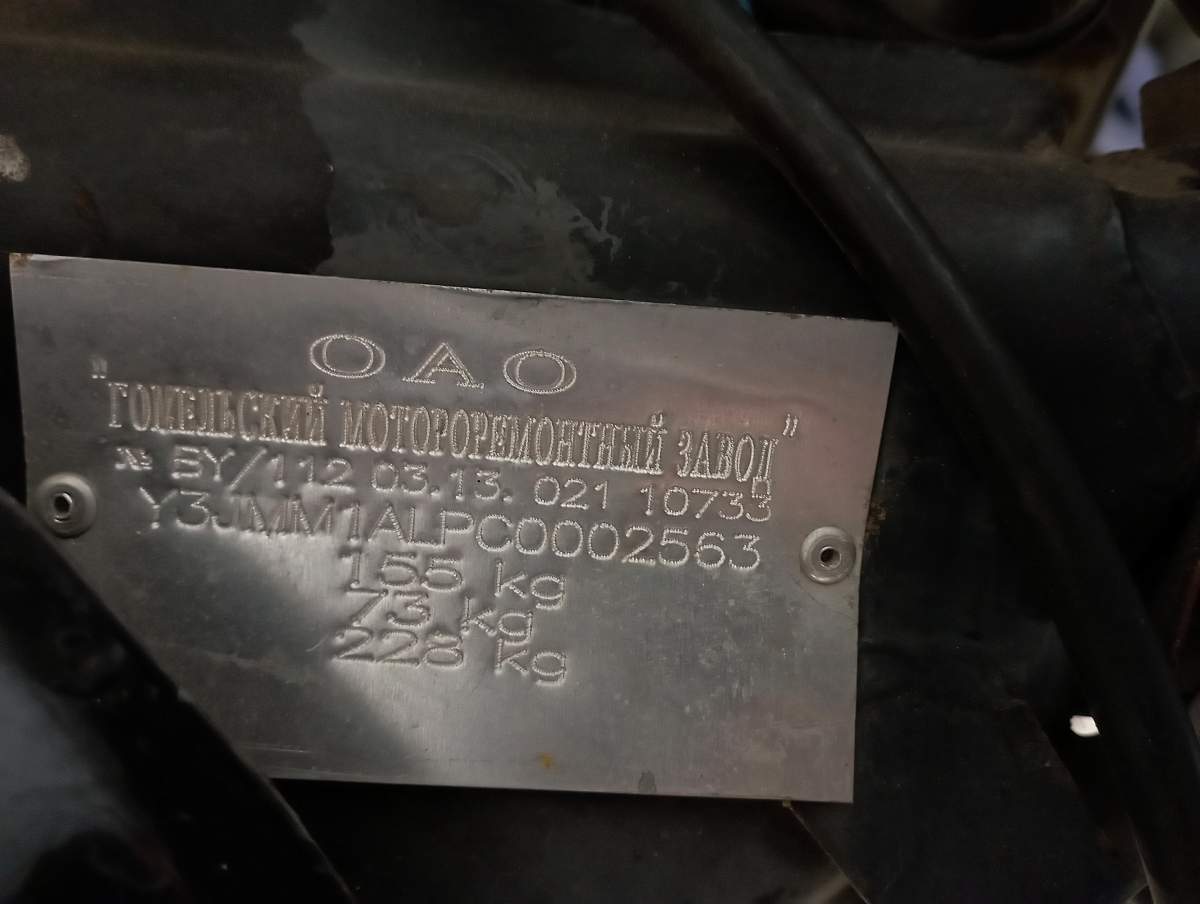 ОАО
"ГОМЕЛЬСКИЙ МОТОРОРЕМОНТНЫЙ ЗАВОД"
№ BY/112 03.13. 021 10733
Y3JMM1ALPC0002563
155 kg
73 kg
228 kg